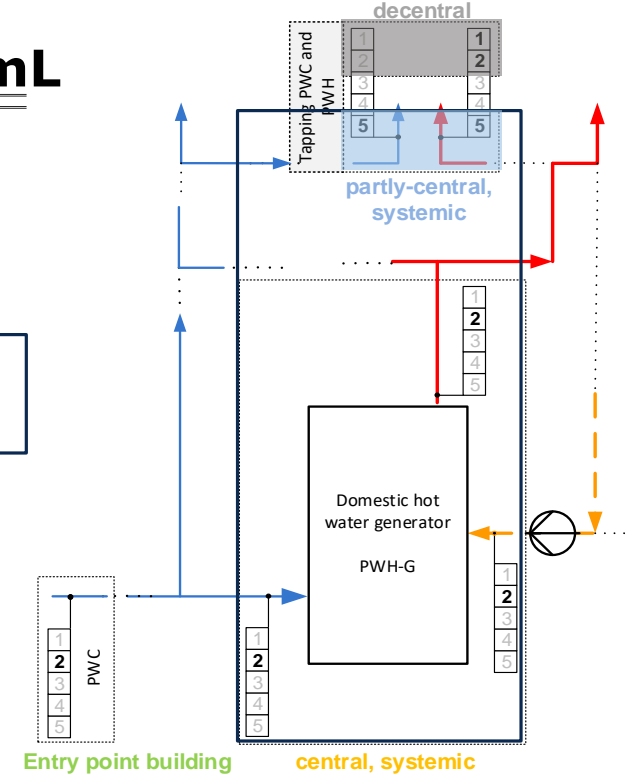 decentral
mL
Tapping PWC and
PWH
1
2
3
4
5
1
2
3
4
5
partly-central,
systemic
1
2
3
4
5
Domestic hot
water generator
PWH-G
1
2
3
4
5
1
2
3
4
5
PWC
1
2
3
4
5
Entry point building
central, systemic